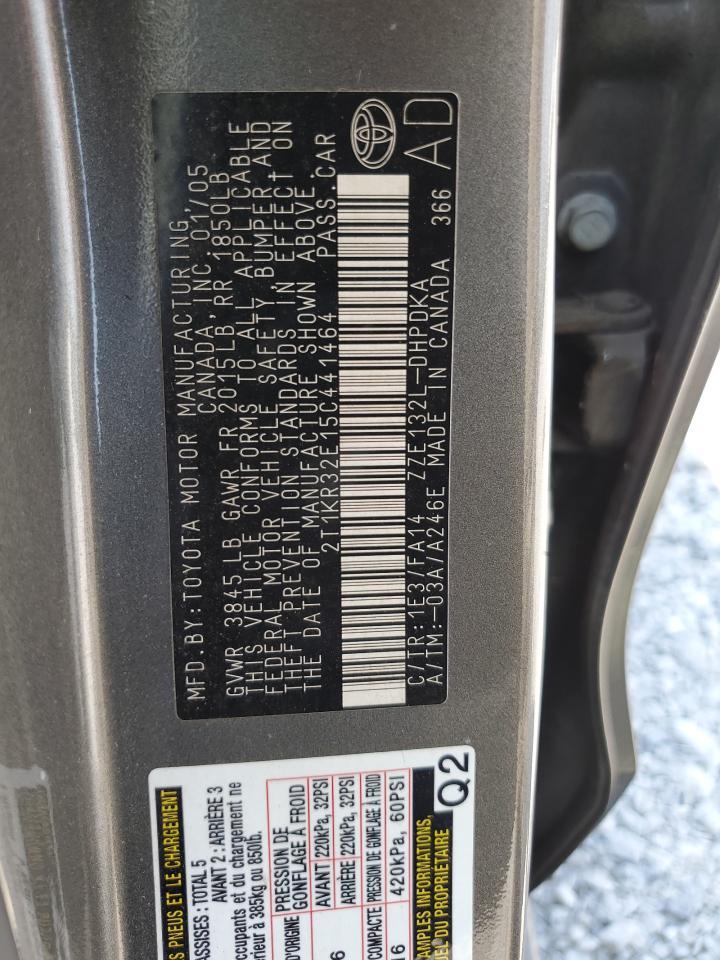 MFD.BY:TOYOTA MOTOR MANUFACTURING,
CANADA,INC. 01/05
GVWR 3845 LB GAWR FR 2015LB, RR 1850LB
THIS VEHICLE CONFORMS TO ALL APPLICABLE
FEDERAL MOTOR VEHICLE SAFETY, BUMPER,AND
THEFT PREVENTION STANDARDS IN EFFECT ON
THE DATE OF MANUFACTURE SHOWN ABOVE.
2T1KR32E15C441464 PASS.CAR
C/TR:1E3/FA14 ZZE132L-DHPDKA
A/TM:-03A/A246E MADE IN CANADA 366
AD
S PNEUS ET LE CHARGEMENT
ASSISES: TOTAL 5
AVANT 2: ARRIÈRE 3
ccupants et du chargement ne
érieur à 385kg ou 850lb.
D'ORIGINE
PRESSION DE
GONFLAGE À FROID
AVANT 220kPa, 32PSI
6
ARRIÈRE 220kPa, 32PSI
COMPACTE PRESSION DE GONFLAGE À FROID
16
420kPa, 60PSI
AMPLES INFORMATIONS,
EL DU PROPRIÉTAIRE
Q2